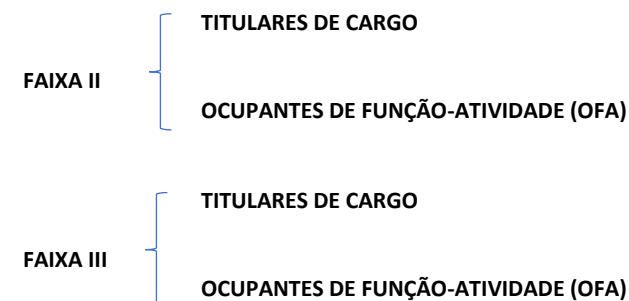 TITULARES DE CARGO
FAIXA II
OCUPANTES DE FUNÇÃO-ATIVIDADE (OFA)
TITULARES DE CARGO
FAIXA III
OCUPANTES DE FUNÇÃO-ATIVIDADE (OFA)